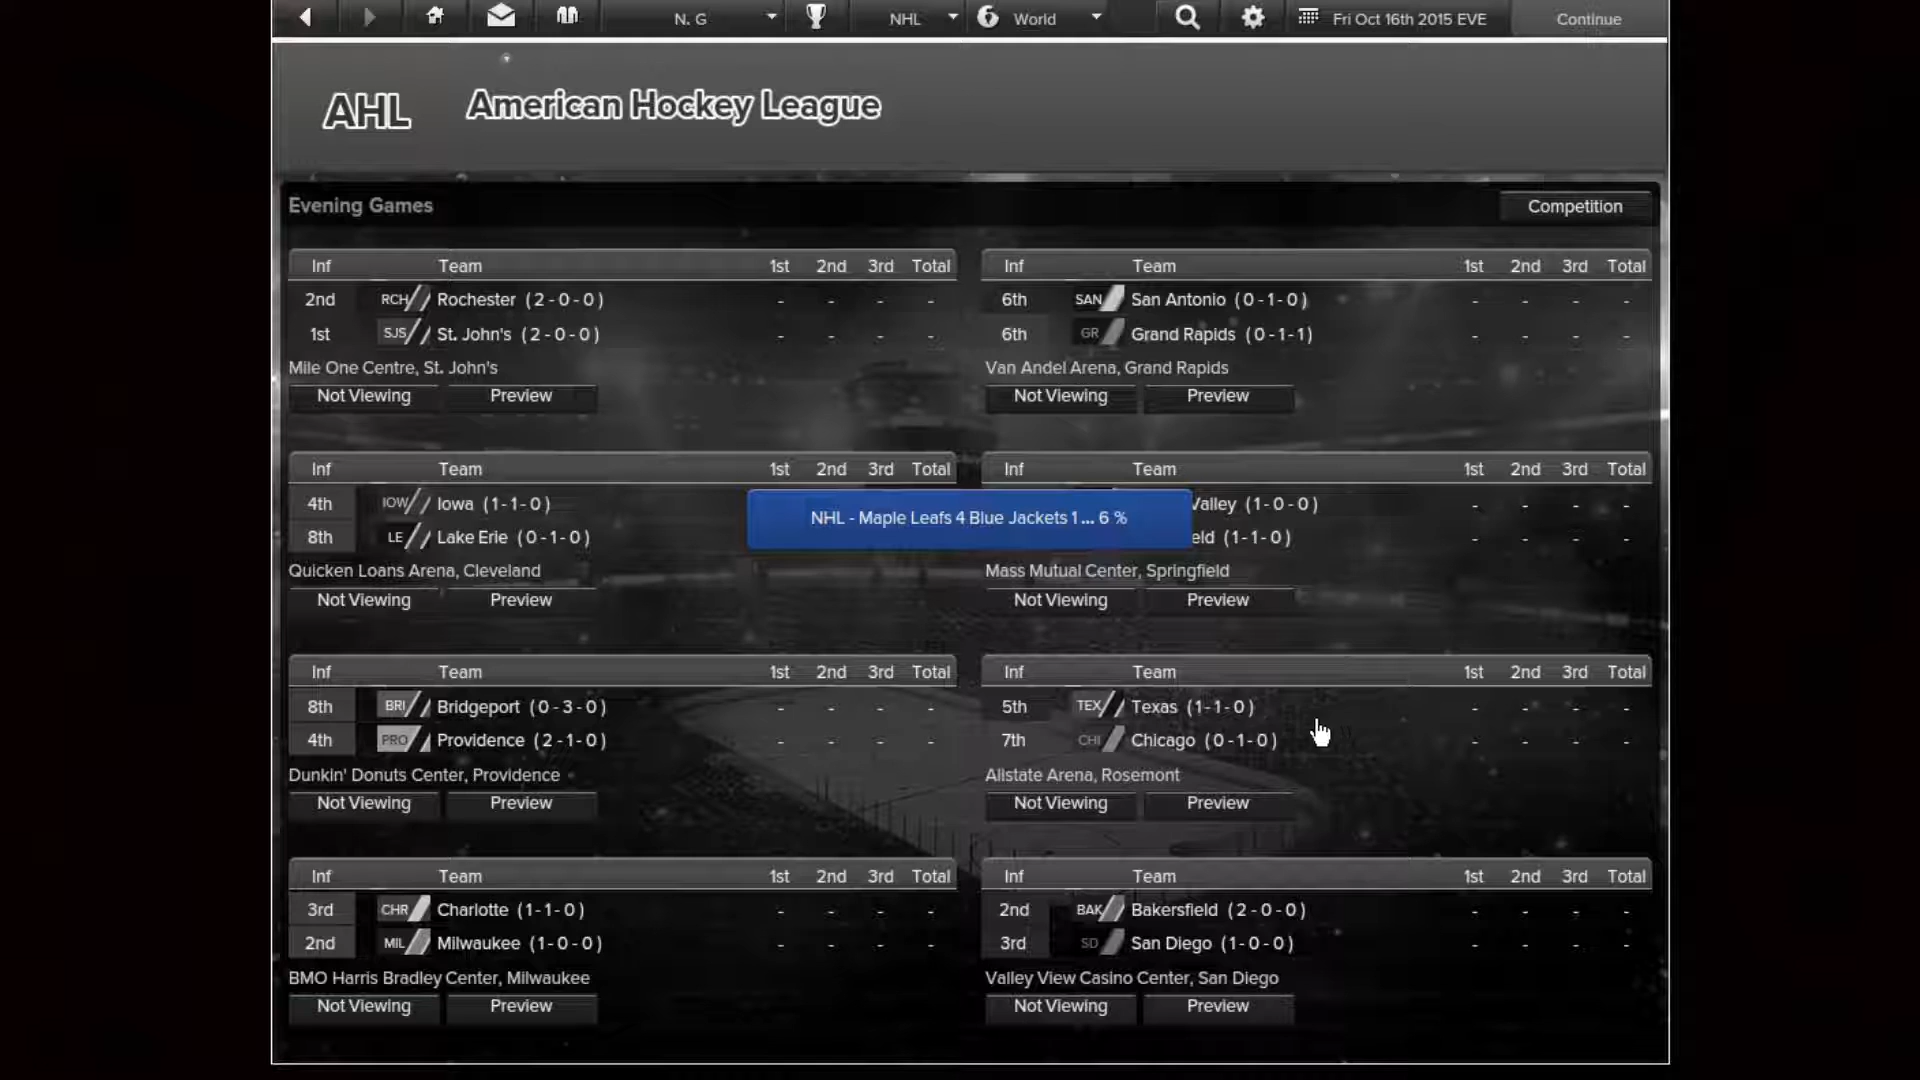 N. G NHL World Fri Oct 16th 2015 EVE Continue
AHL American Hockey League
Evening Games Competition
Inf Team 1st 2nd 3rd Total
2nd RCH Rochester (2-0-0) - - - -
1st SJS St. John's (2-0-0) - - - -
Mile One Centre, St. John's
Not Viewing Preview
Inf Team 1st 2nd 3rd Total
6th SAN San Antonio (0-1-0) - - - -
6th GR Grand Rapids (0-1-1) - - - -
Van Andel Arena, Grand Rapids
Not Viewing Preview
Inf Team 1st 2nd 3rd Total
4th IOW Iowa (1-1-0)
8th LE Lake Erie (0-1-0)
Quicken Loans Arena, Cleveland
Not Viewing Preview
NHL - Maple Leafs 4 Blue Jackets 1... 6 %
Inf Team 1st 2nd 3rd Total
Valley (1-0-0) - - - -
eld (1-1-0) - - - -
Mass Mutual Center, Springfield
Not Viewing Preview
Inf Team 1st 2nd 3rd Total
8th BRI Bridgeport (0-3-0) - - - -
4th PRO Providence (2-1-0) - - - -
Dunkin' Donuts Center, Providence
Not Viewing Preview
Inf Team 1st 2nd 3rd Total
5th TEX Texas (1-1-0) - - - -
7th CHI Chicago (0-1-0) - - - -
Allstate Arena, Rosemont
Not Viewing Preview
Inf Team 1st 2nd 3rd Total
3rd CHR Charlotte (1-1-0) - - - -
2nd MIL Milwaukee (1-0-0) - - - -
BMO Harris Bradley Center, Milwaukee
Not Viewing Preview
Inf Team 1st 2nd 3rd Total
2nd BAK Bakersfield (2-0-0) - - - -
3rd SD San Diego (1-0-0) - - - -
Valley View Casino Center, San Diego
Not Viewing Preview